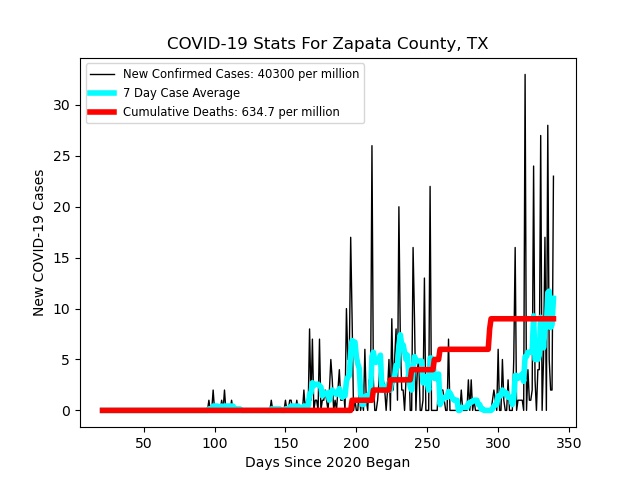 COVID-19 Stats For Zapata County, TX
New Confirmed Cases: 40300 per million
7 Day Case Average
Cumulative Deaths: 634.7 per million
New COVID-19 Cases
30
25
20
15
10
5
0
50 100 150 200 250 300 350
Days Since 2020 Began